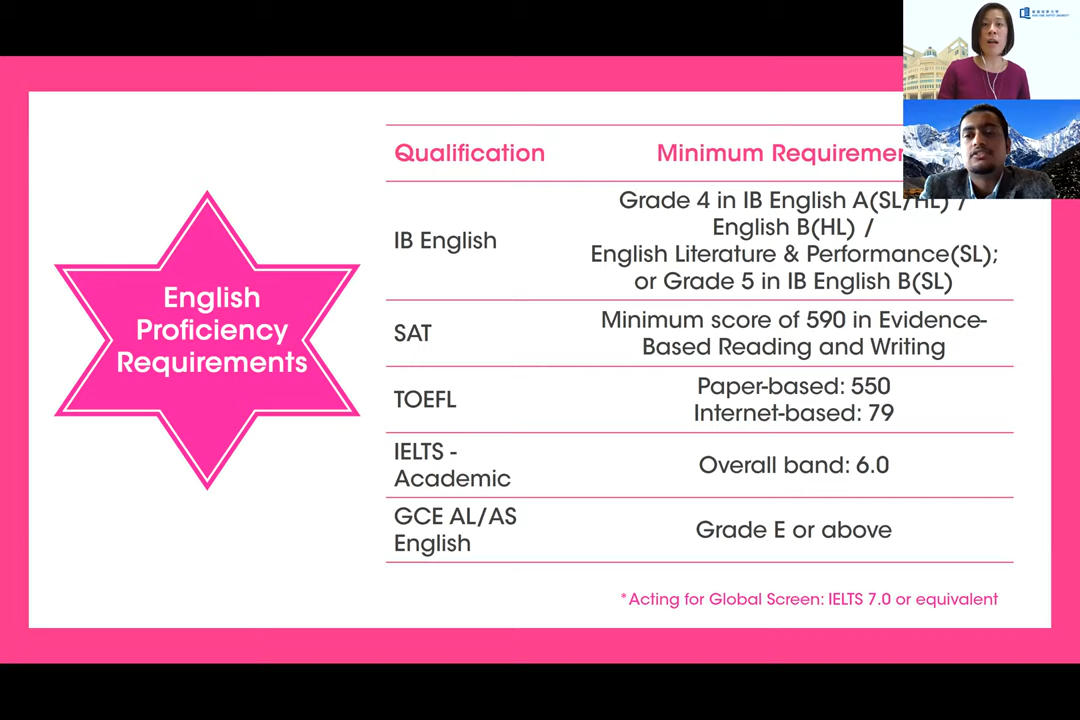 English
Proficiency
Requirements
Qualification
Minimum
IB English
Grade 4 in IB English A(SL/HL) /
English B(HL) /
English Literature & Performance(SL);
or Grade 5 in IB English B(SL)
SAT
Minimum score of 590 in Evidence-
Based Reading and Writing
TOEFL
Paper-based: 550
Internet-based: 79
IELTS -
Academic
Overall band: 6.0
GCE AL/AS
English
Grade E or above
*Acting for Global Screen: IELTS 7.0 or equivalent